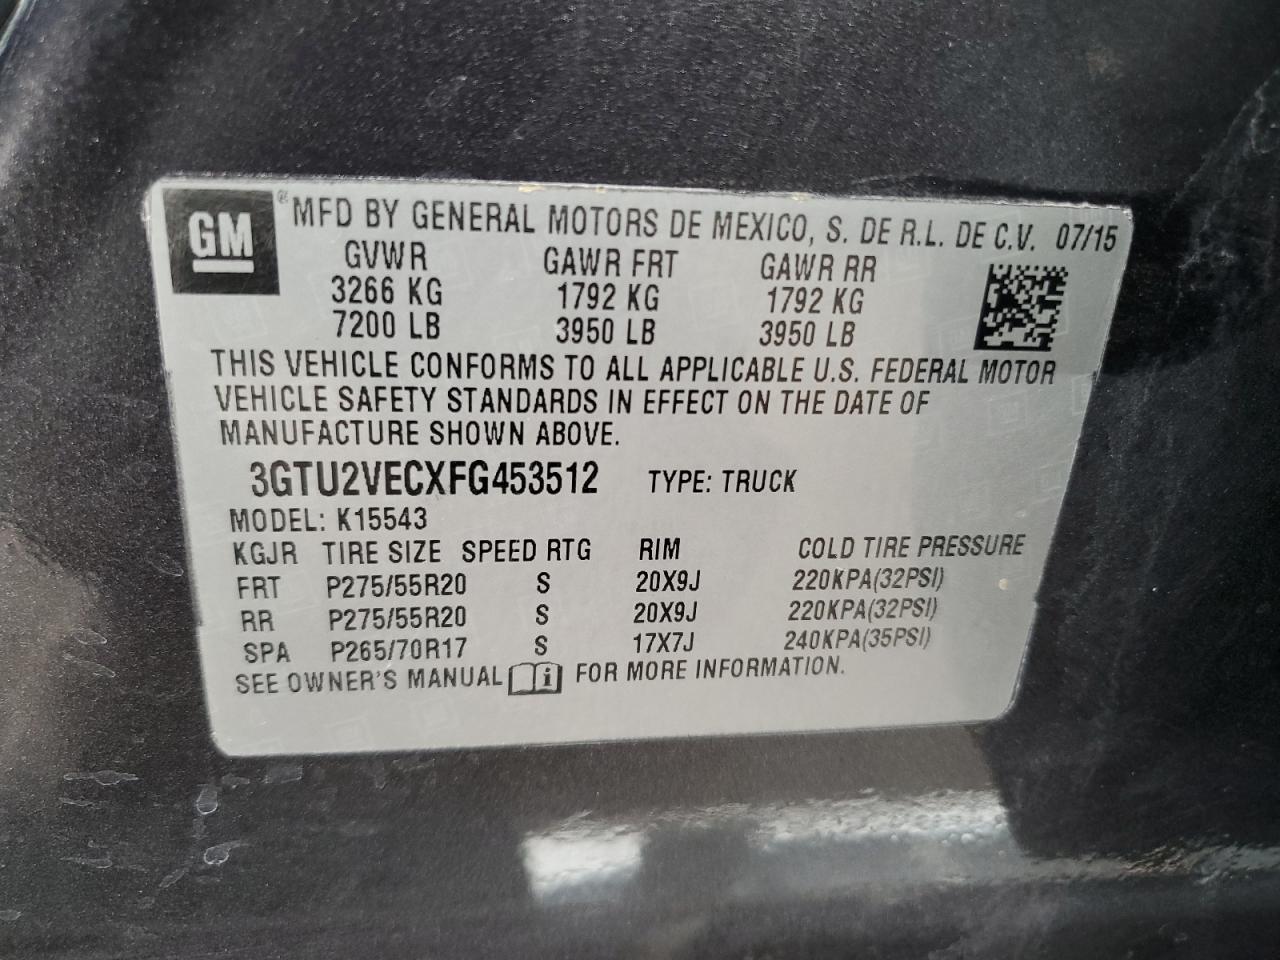 GM ® MFD BY GENERAL MOTORS DE MEXICO, S. DE R.L. DE C.V. 07/15
GVWR GAWR FRT GAWR RR
3266 KG 1792 KG 1792 KG
7200 LB 3950 LB 3950 LB
THIS VEHICLE CONFORMS TO ALL APPLICABLE U.S. FEDERAL MOTOR
VEHICLE SAFETY STANDARDS IN EFFECT ON THE DATE OF
MANUFACTURE SHOWN ABOVE.
3GTU2VECXFG453512 TYPE: TRUCK
MODEL: K15543
KGJR TIRE SIZE SPEED RTG RIM COLD TIRE PRESSURE
FRT P275/55R20 S 20X9J 220KPA(32PSI)
RR P275/55R20 S 20X9J 220KPA(32PSI)
SPA P265/70R17 S 17X7J 240KPA(35PSI)
SEE OWNER'S MANUAL i FOR MORE INFORMATION.